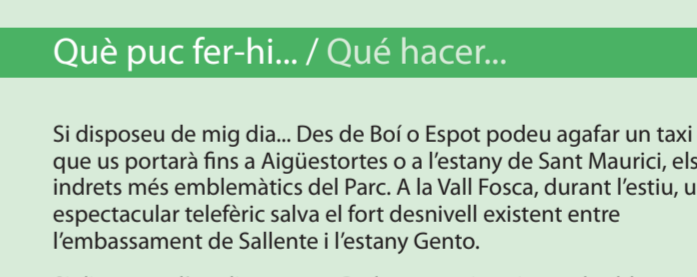 Què puc fer-hi... / Qué hacer...
Si disposeu de mig dia... Des de Boí o Espot podeu agafar un taxi
que us portarà fins a Aigüestortes o a l’estany de Sant Maurici, els
indrets més emblemàtics del Parc. A la Vall Fosca, durant l’estiu,
espectacular telefèric salva el fort desnivell existent entre
l’embassament de Sallente i l’estany Gento.